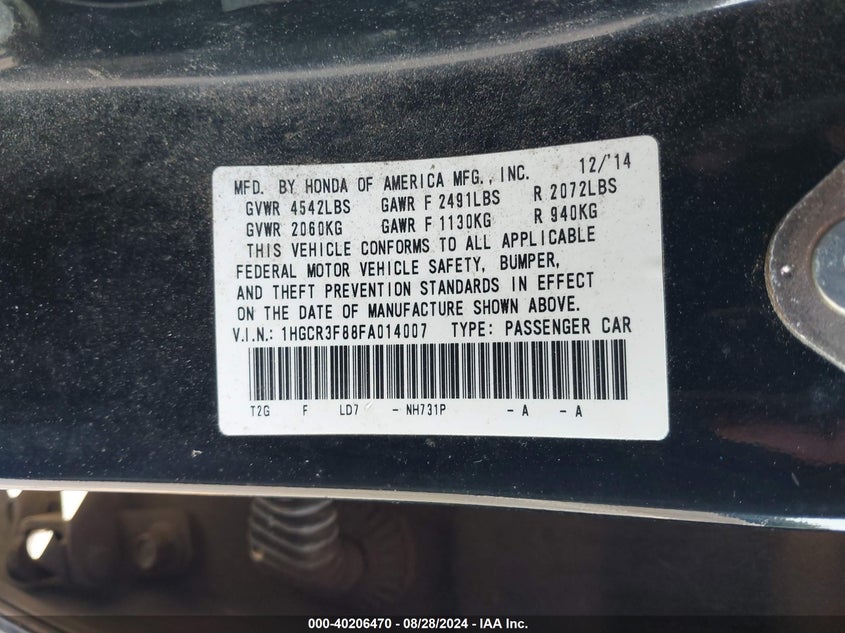 MFD. BY HONDA OF AMERICA MFG., INC. 12/'14
GVWR 4542LBS GAWR F 2491LBS R 2072LBS
GVWR 2060KG GAWR F 1130KG R 940KG
THIS VEHICLE CONFORMS TO ALL APPLICABLE
FEDERAL MOTOR VEHICLE SAFETY, BUMPER,
AND THEFT PREVENTION STANDARDS IN EFFECT
ON THE DATE OF MANUFACTURE SHOWN ABOVE.
V.I.N.: 1HGCR3F88FA014007 TYPE: PASSENGER CAR
T2G F LD7 - NH731P - A - A
000-40206470 - 08/28/2024 - IAA Inc.